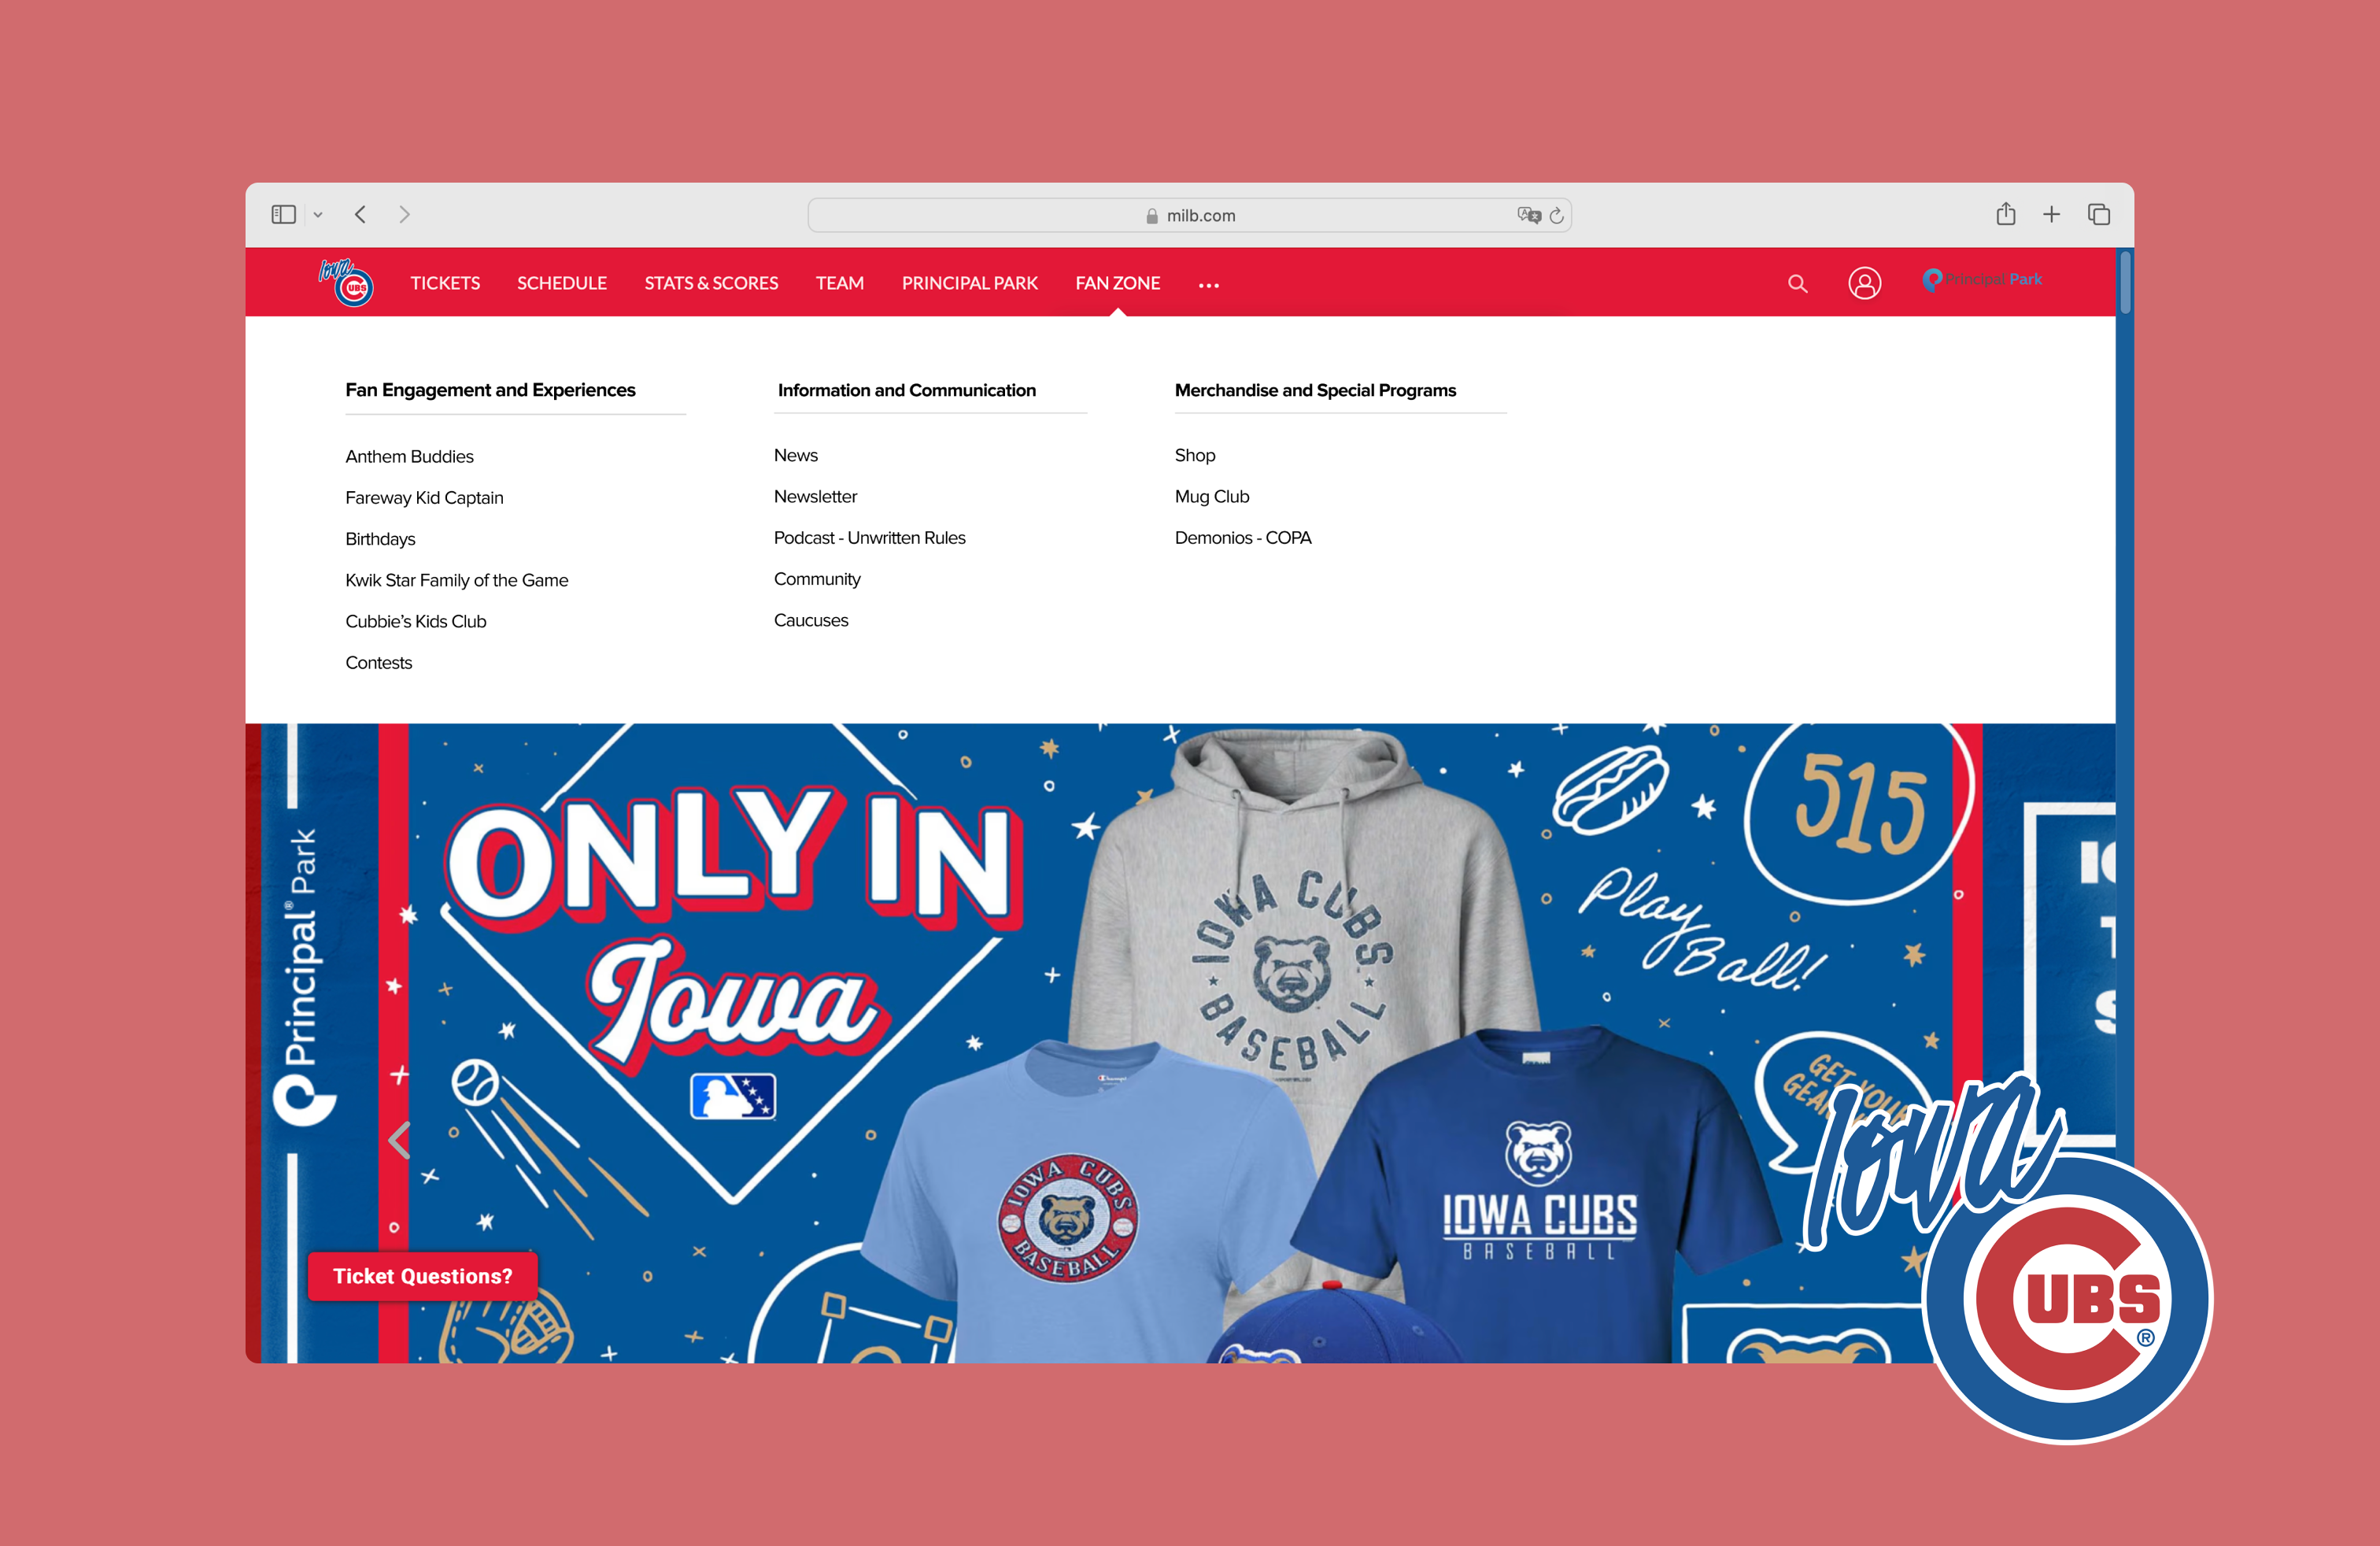 milb.com
Iowa
CUBS
TICKETS
SCHEDULE
STATS & SCORES
TEAM
PRINCIPAL PARK
FAN ZONE
...
Principal Park
Fan Engagement and Experiences
Anthem Buddies
Fareway Kid Captain
Birthdays
Kwik Star Family of the Game
Cubbie's Kids Club
Contests
Information and Communication
News
Newsletter
Podcast - Unwritten Rules
Community
Caucuses
Merchandise and Special Programs
Shop
Mug Club
Demonios - COPA
Principal® Park
ONLY IN
Iowa
IOWA CUBS
BASEBALL
515
Play
Ball!
GET YOUR
GEAR
Champion
IOWA CUBS
BASEBALL
IOWA CUBS
BASEBALL
Ticket Questions?
Iowa
CUBS
®